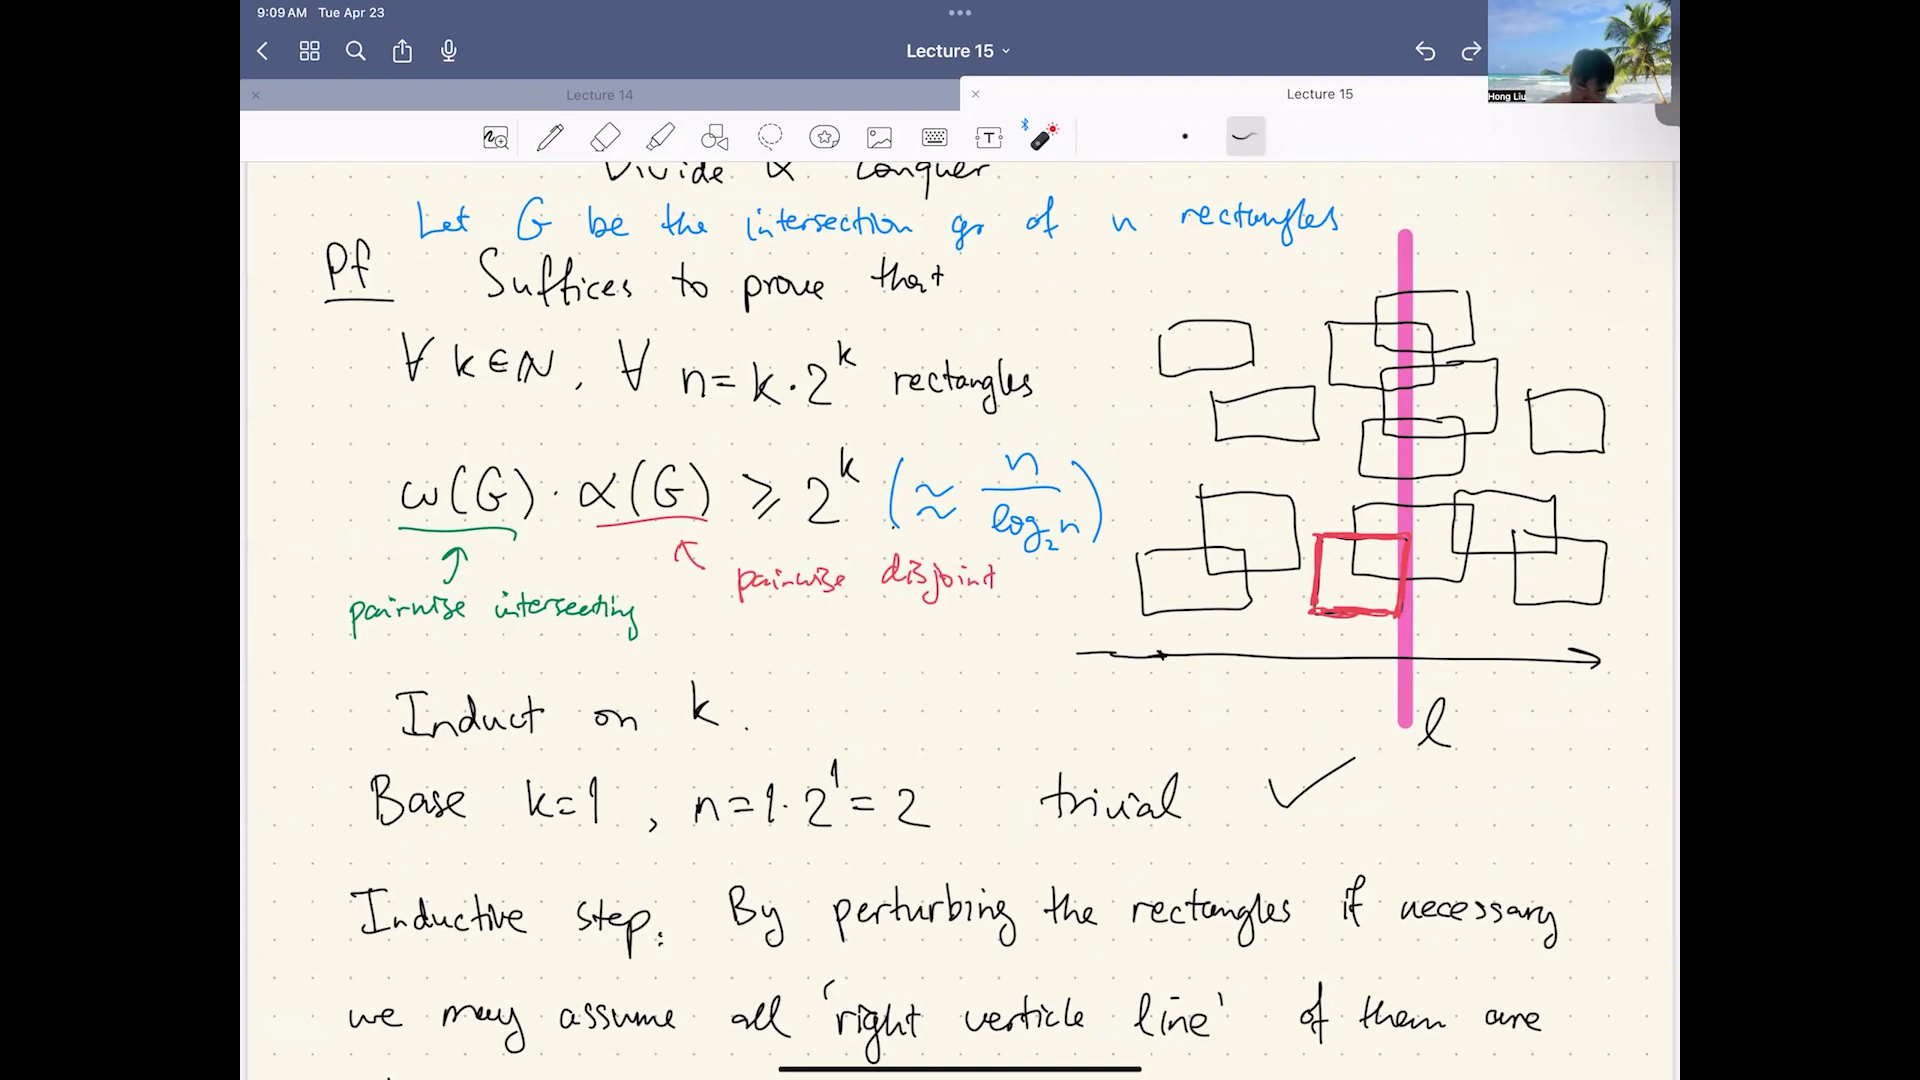 9:09 AM Tue Apr 23
Lecture 15
Lecture 14
Lecture 15
Hong Liu
Divide & Conquer
Let G be the intersection gr of n rectangles
Pf Suffices to prove that
∀ k ∈ N, ∀ n = k · 2^k rectangles
ω(G) · α(G) ≥ 2^k (≈ n / log_2 n)
pairwise intersecting
pairwise disjoint
l
Induct on k.
Base k=1, n=1·2^1=2 trivial ✓
Inductive step: By perturbing the rectangles if necessary
we may assume all 'right verticle line' of them are